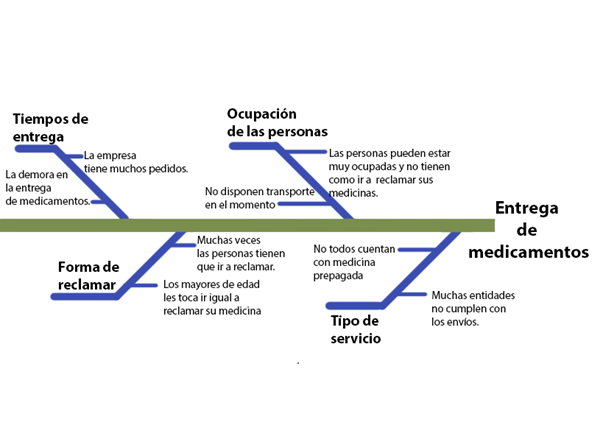 Tiempos de
entrega
La empresa
tiene muchos pedidos.
La demora en
la entrega
de medicamentos.
Ocupación
de las personas
Las personas pueden estar
muy ocupadas y no tienen
como ir a reclamar sus
medicinas.
No disponen transporte
en el momento
Entrega
de
medicamentos
Forma de
reclamar
Muchas veces
las personas tienen
que ir a reclamar.
Los mayores de edad
les toca ir igual a
reclamar su medicina
No todos cuentan
con medicina
prepagada
Muchas entidades
no cumplen con
los envíos.
Tipo de
servicio